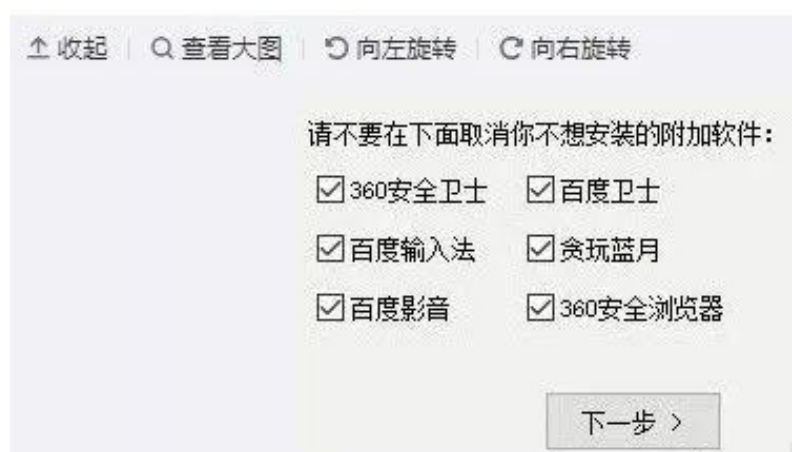 收起 查看大图 向左旋转 向右旋转
请不要在下面取消你不想安装的附加软件:
360安全卫士 百度卫士
百度输入法 贪玩蓝月
百度影音 360安全浏览器
下一步 >